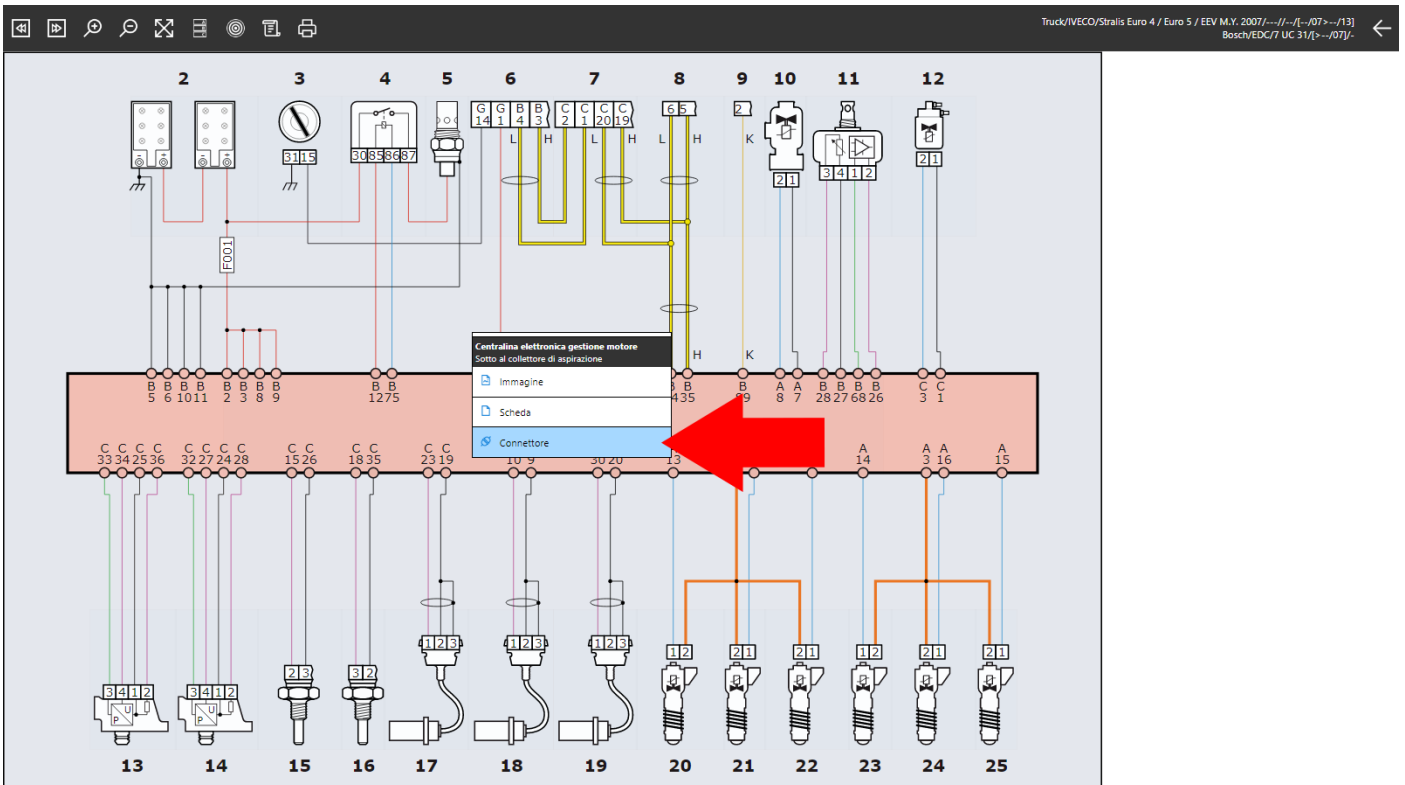 Truck/IVECO/Stralis Euro 4 / Euro 5 / EEV M.Y. 2007/---//--/[--/07>--/13]
Bosch/EDC/7 UC 31/[>--/07]/-
2 3 4 5 6 7 8 9 10 11 12
G G B B C C C C 6 5 2
14 1 4 3 2 1 20 19
L H L H L H K
- + - +
31 15
30 85 86 87
2 1
3 4 1 2
2 1
F001
Centralina elettronica gestione motore
Sotto al collettore di aspirazione
H K
Immagine
B B B B B B B B B B B B A A B B B B C C
5 6 10 11 2 3 8 9 12 75 35 89 8 7 28 27 68 26 3 1
Scheda
Connettore
C C C C C C C C C C C C C C A A A A
33 34 25 36 32 27 24 28 15 26 18 35 23 19 10 9 30 20 13 14 3 16 15
1 2 3 1 2 3 1 2 3 1 2 2 1 2 1 1 2 2 1 2 1
2 3 3 2
3 4 1 2 3 4 1 2
U U
P P
13 14 15 16 17 18 19 20 21 22 23 24 25